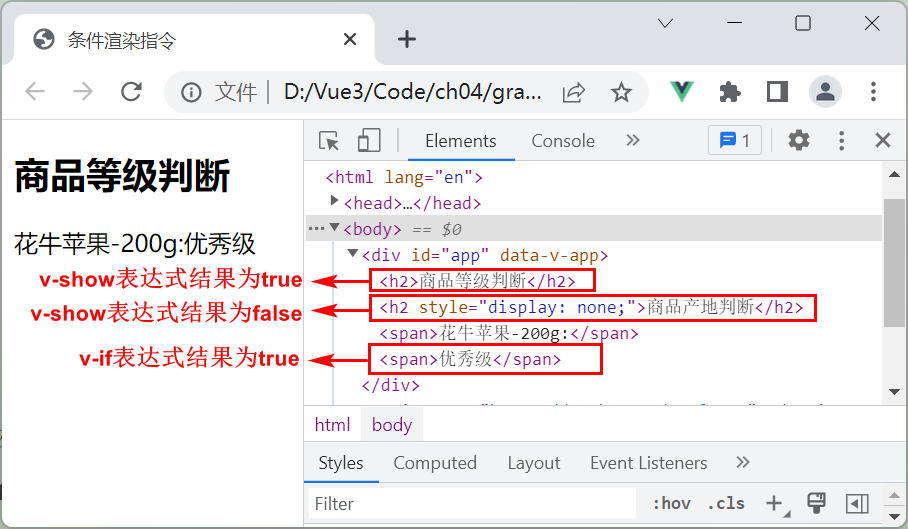 条件渲染指令
文件 D:/Vue3/Code/ch04/gra...
Elements
Console
1
商品等级判断
花牛苹果-200g:优秀级
v-show表达式结果为true
v-show表达式结果为false
v-if表达式结果为true
<html lang="en">
<head>…</head>
<body> == $0
<div id="app" data-v-app>
<h2>商品等级判断</h2>
<h2 style="display: none;">商品产地判断</h2>
<span>花牛苹果-200g:</span>
<span>优秀级</span>
</div>
html body
Styles Computed Layout Event Listeners
Filter :hov .cls